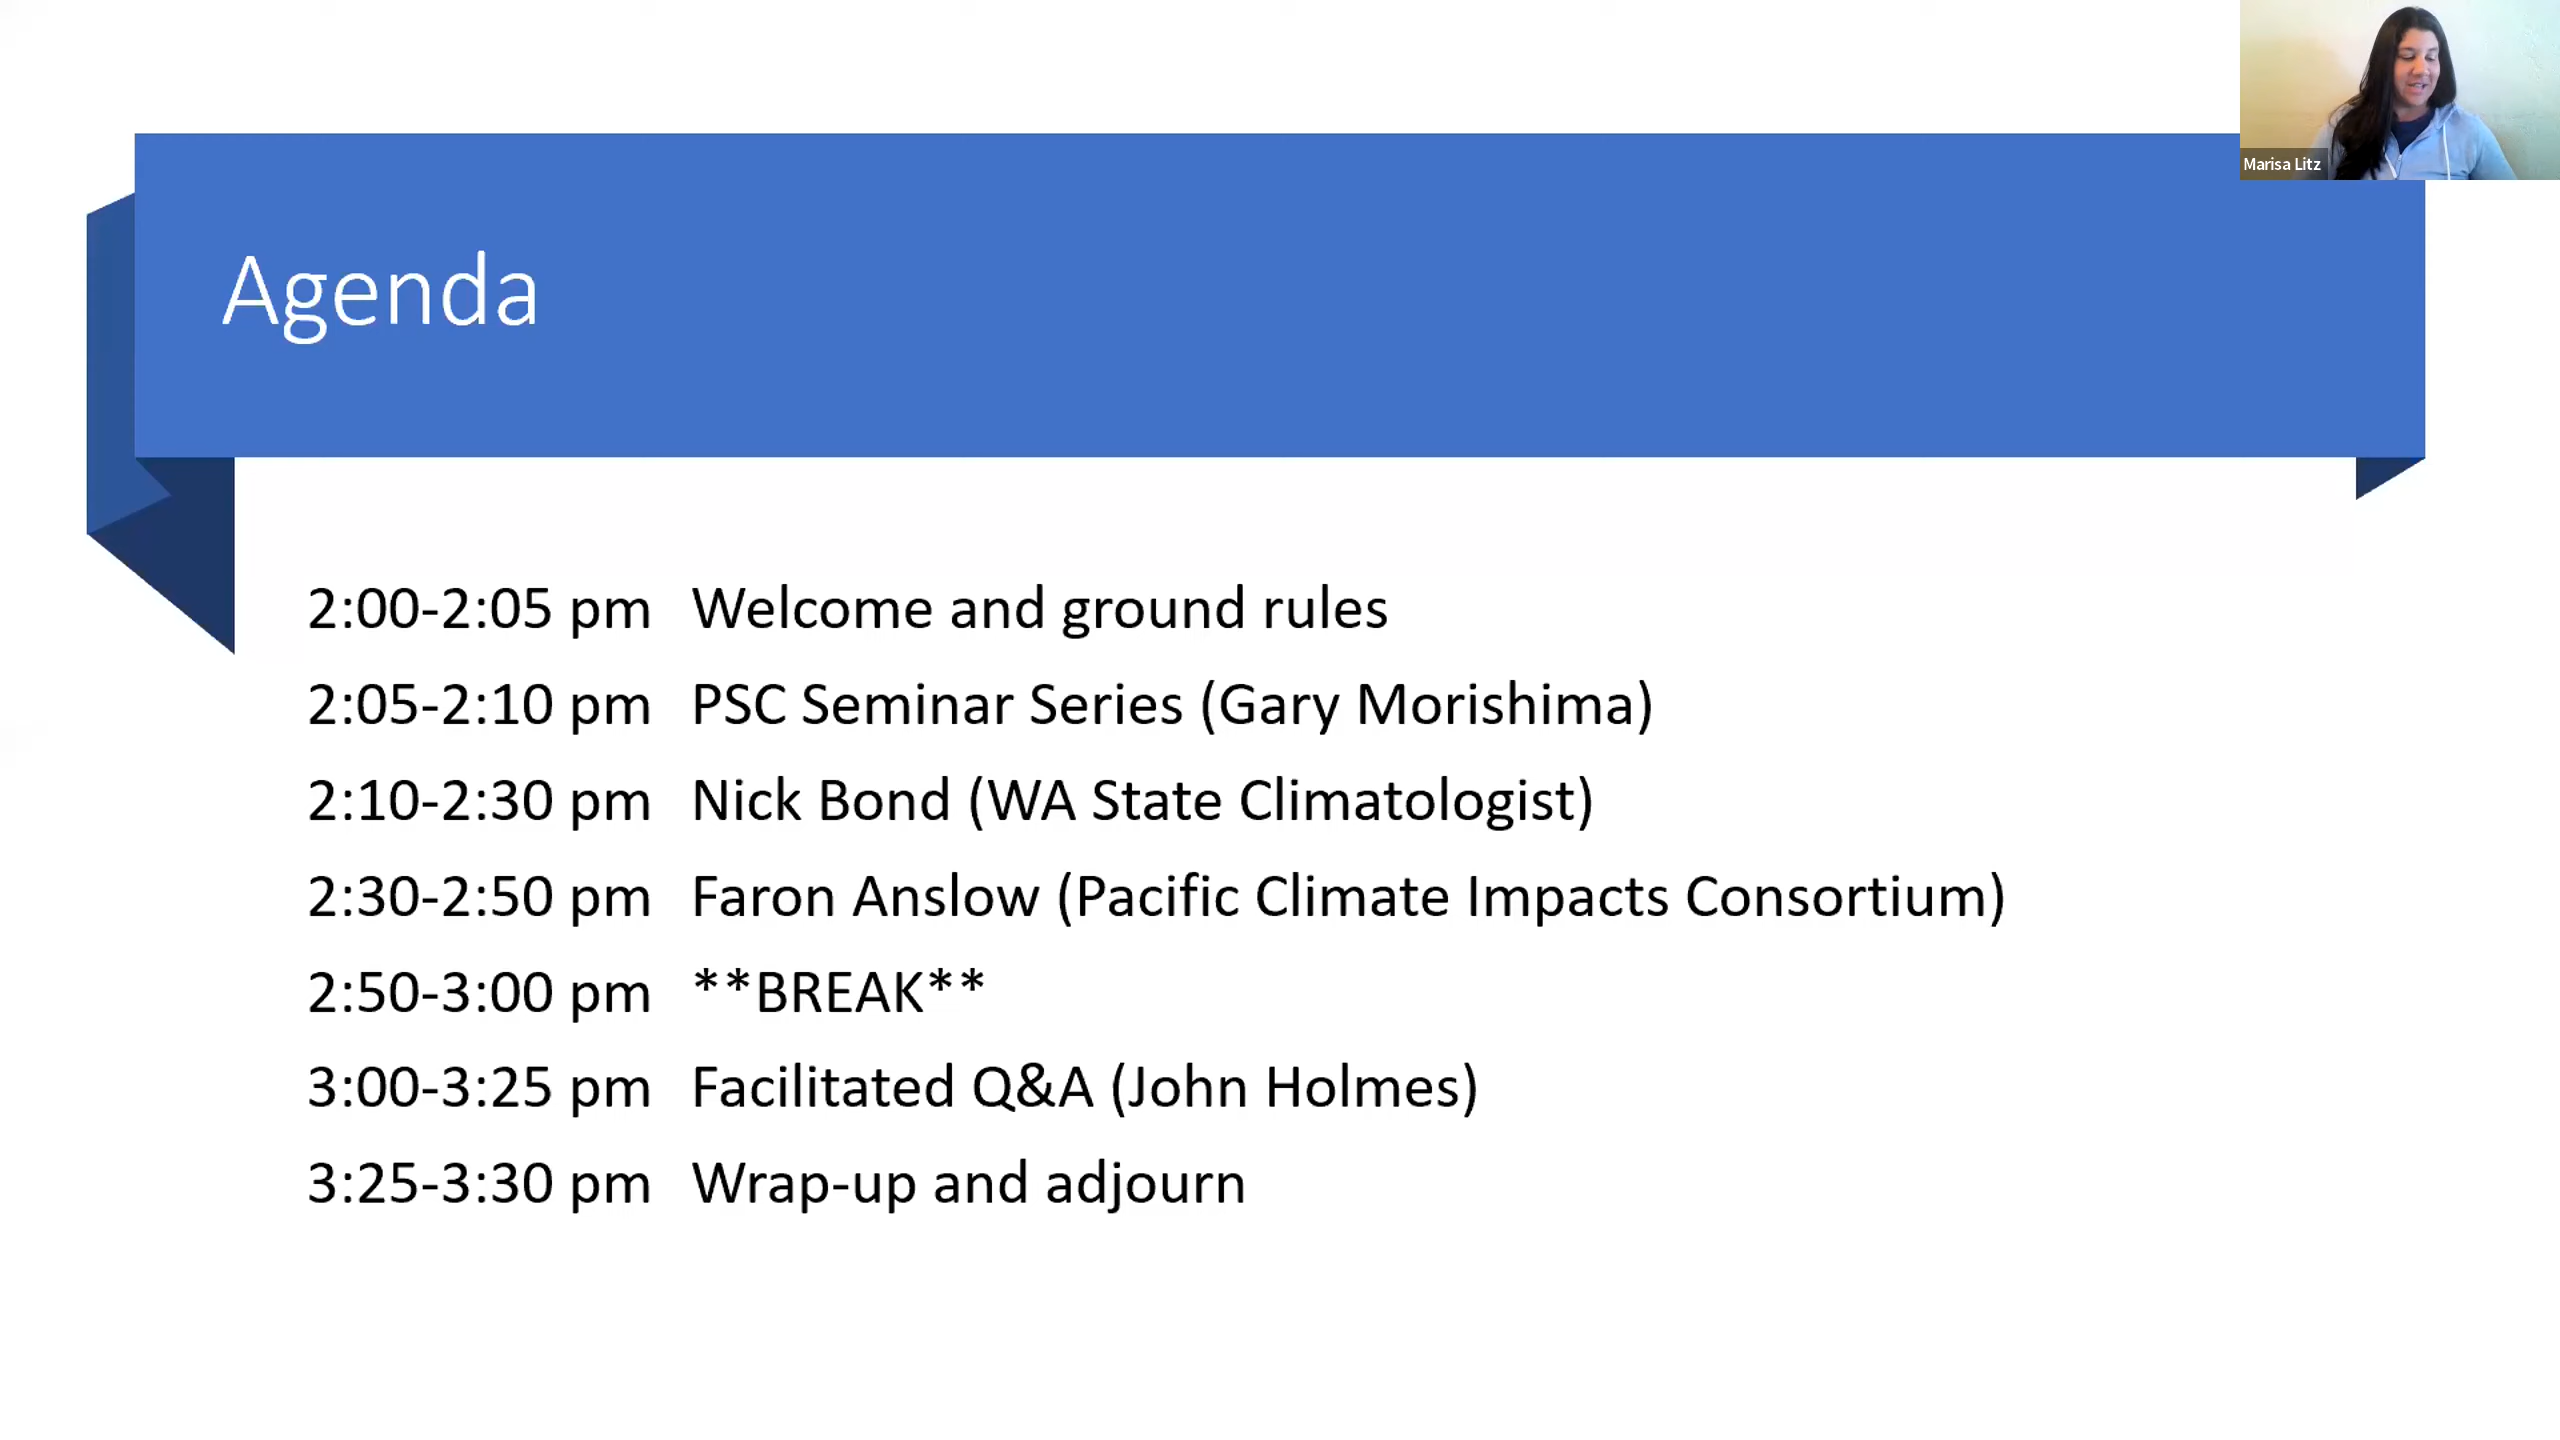 Marisa Litz
Agenda
2:00-2:05 pm Welcome and ground rules
2:05-2:10 pm PSC Seminar Series (Gary Morishima)
2:10-2:30 pm Nick Bond (WA State Climatologist)
2:30-2:50 pm Faron Anslow (Pacific Climate Impacts Consortium)
2:50-3:00 pm **BREAK**
3:00-3:25 pm Facilitated Q&A (John Holmes)
3:25-3:30 pm Wrap-up and adjourn